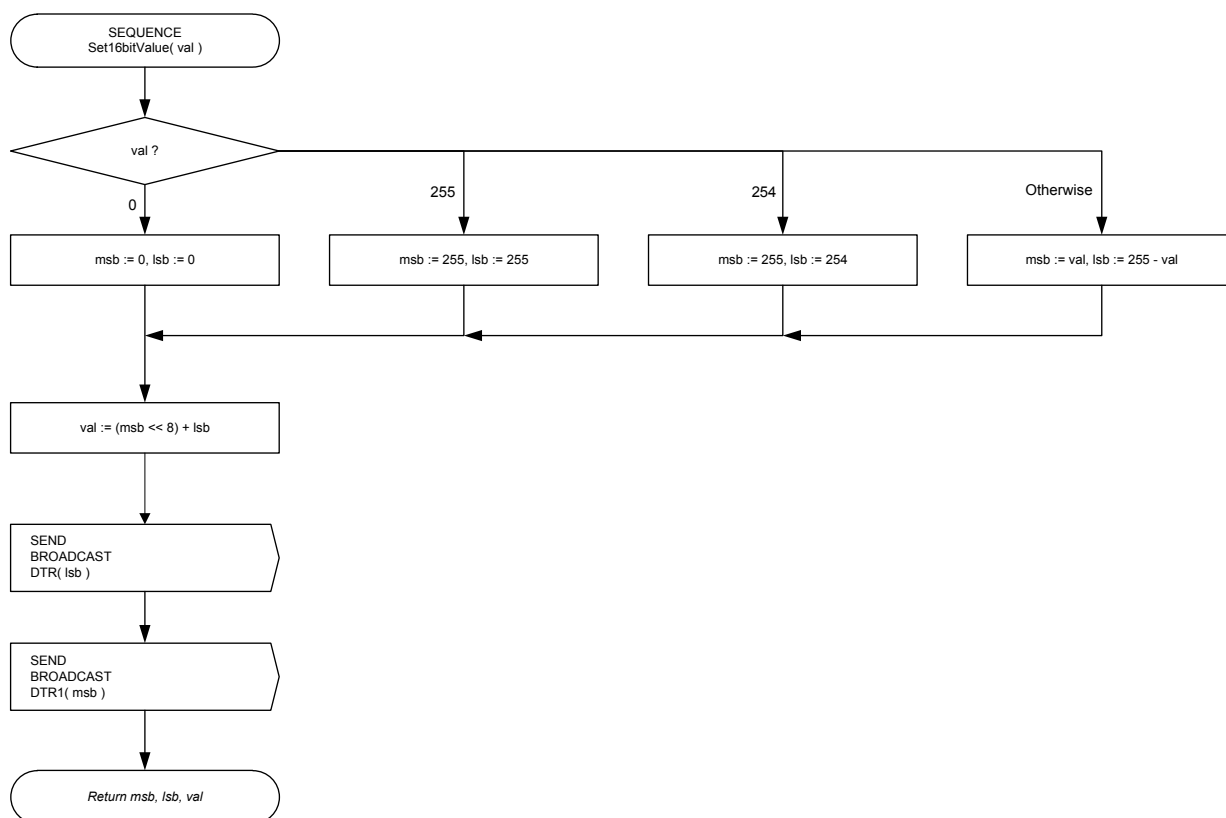 SEQUENCE
Set16bitValue( val )
val ?
0
255
254
Otherwise
msb := 0, lsb := 0
msb := 255, lsb := 255
msb := 255, lsb := 254
msb := val, lsb := 255 - val
val := (msb << 8) + lsb
SEND
BROADCAST
DTR( lsb )
SEND
BROADCAST
DTR1( msb )
Return msb, lsb, val